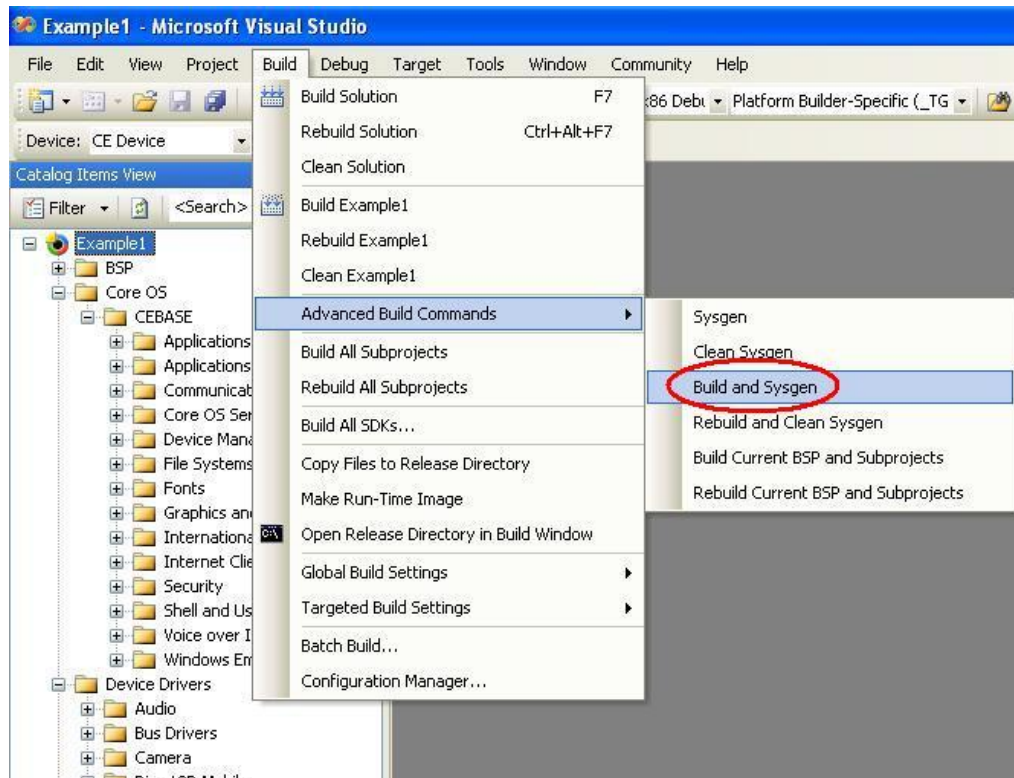 Example1 - Microsoft Visual Studio
File Edit View Project Build Debug Target Tools Window Community Help
Platform Builder-Specific (_TG
Device: CE Device
Catalog Items View
Filter <Search>
Example1
BSP
Core OS
CEBASE
Applications
Applications
Communicat
Core OS Ser
Device Mana
File Systems
Fonts
Graphics an
Internationa
Internet Clie
Security
Shell and Us
Voice over I
Windows Em
Device Drivers
Audio
Bus Drivers
Camera
Build Solution F7
Rebuild Solution Ctrl+Alt+F7
Clean Solution
Build Example1
Rebuild Example1
Clean Example1
Advanced Build Commands
Build All Subprojects
Rebuild All Subprojects
Build All SDKs...
Copy Files to Release Directory
Make Run-Time Image
Open Release Directory in Build Window
Global Build Settings
Targeted Build Settings
Batch Build...
Configuration Manager...
Sysgen
Clean Sysgen
Build and Sysgen
Rebuild and Clean Sysgen
Build Current BSP and Subprojects
Rebuild Current BSP and Subprojects